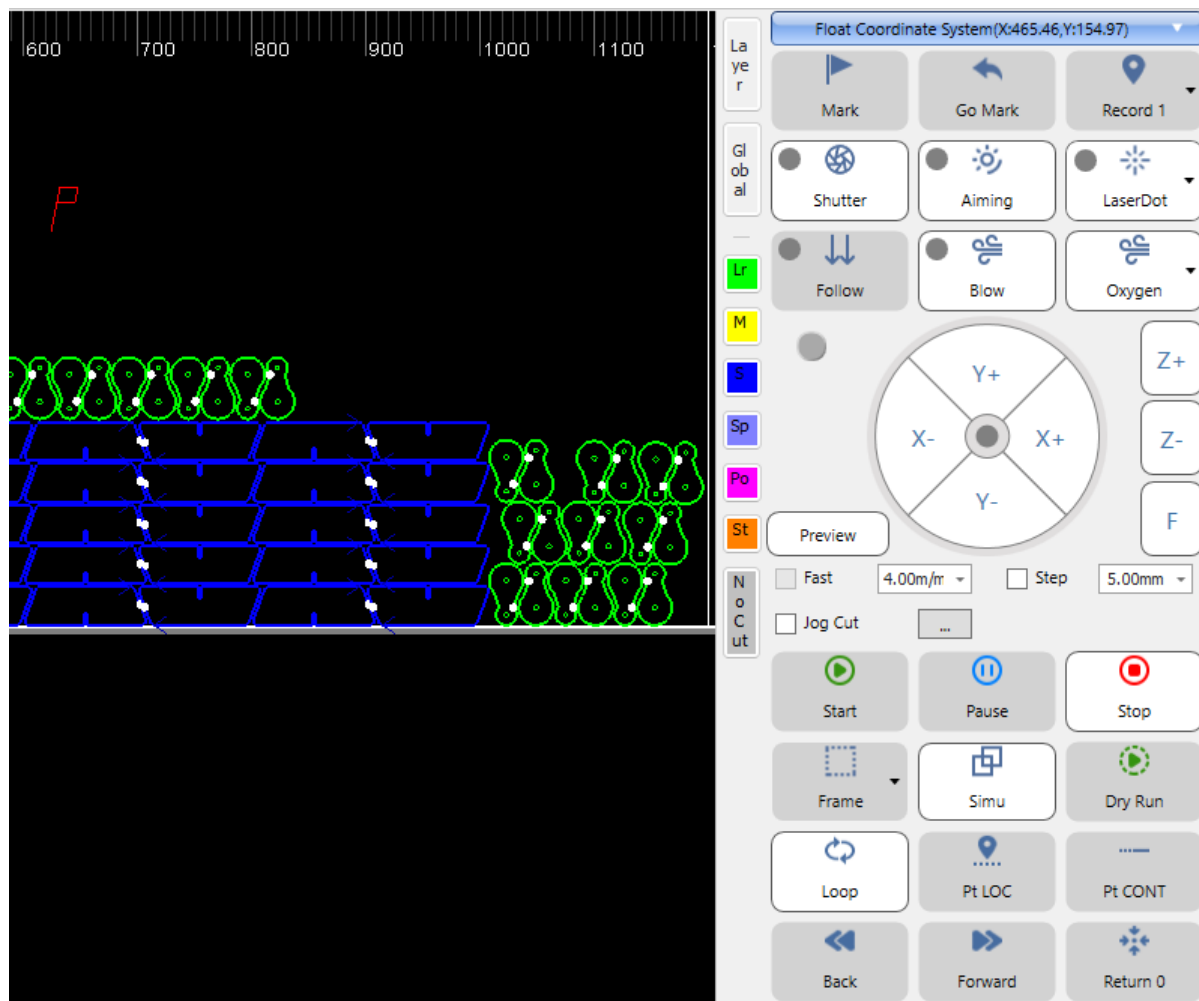 600 700 800 900 1000 1100
P
La
ye
r
Gl
ob
al
Lr
M
S
Sp
Po
St
N
o
C
ut
Float Coordinate System(X:465.46,Y:154.97)
Mark Go Mark Record 1
Shutter Aiming LaserDot
Follow Blow Oxygen
Y+
X- X+
Y-
Z+
Z-
F
Preview
Fast 4.00m/r Step 5.00mm
Jog Cut ...
Start Pause Stop
Frame Simu Dry Run
Loop Pt LOC Pt CONT
Back Forward Return 0